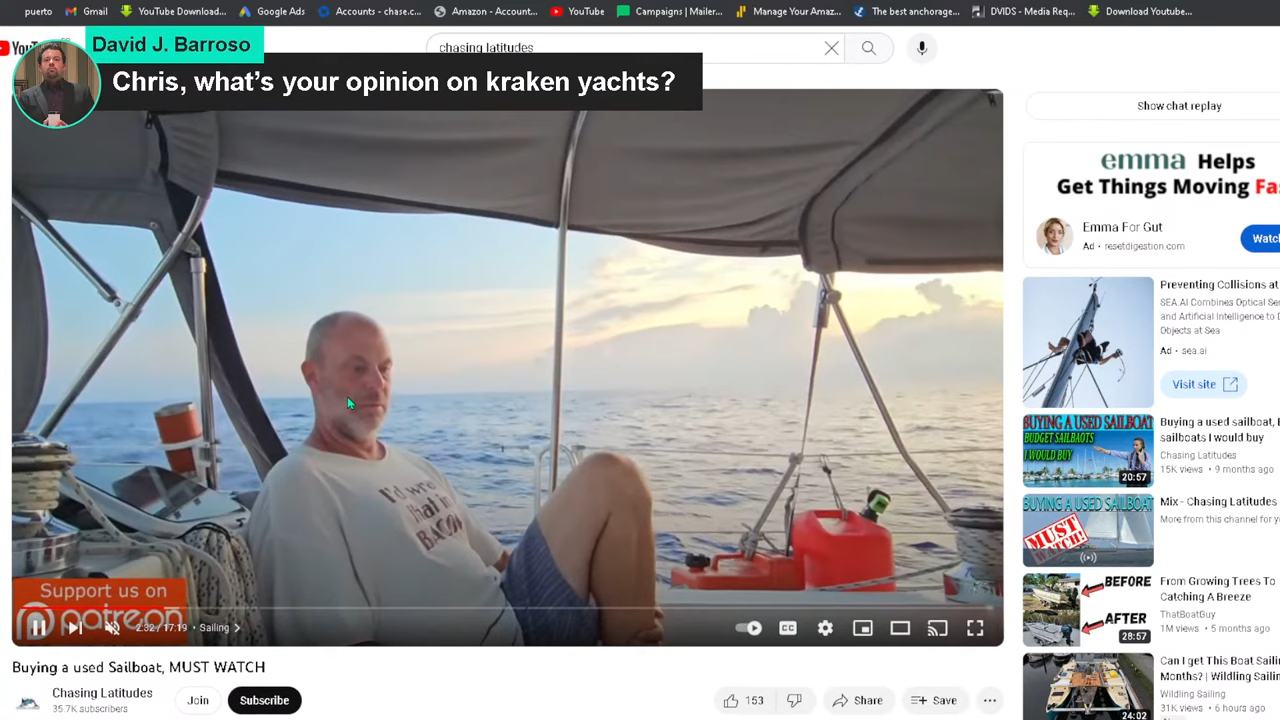 puerto
Gmail
YouTube Download...
Google Ads
Accounts - chase.c...
Amazon - Account...
YouTube
Campaigns | Mailer...
Manage Your Amaz...
The best anchorage...
DVIDS - Media Req...
Download Youtube...
David J. Barroso
chasing latitudes
Chris, what's your opinion on kraken yachts?
Show chat replay
emma Helps
Get Things Moving Fas
Emma For Gut
Ad • resetdigestion.com
Watch
Preventing Collisions at
SEA.AI Combines Optical Se
and Artificial Intelligence to D
Objects at Sea
Ad • sea.ai
Visit site
BUYING A USED SAILBOAT
BUDGET SAILBAOTS
I WOULD BUY
20:57
Buying a used sailboat,
sailboats I would buy
Chasing Latitudes
15K views • 9 months ago
BUYING A USED SAILBOAT
MUST
WATCH!
Mix - Chasing Latitudes
More from this channel for y
BEFORE
AFTER
28:57
From Growing Trees To
Catching A Breeze
ThatBoatGuy
1M views • 5 months ago
24:02
Can I get This Boat Sailin
Months? | Wildling Sailin
Wildling Sailing
31K views • 6 hours ago
BACON
Support us on
patreon
2:32 / 17:19 • Sailing
CC
Buying a used Sailboat, MUST WATCH
Chasing Latitudes
35.7K subscribers
Join
Subscribe
153
Share
Save